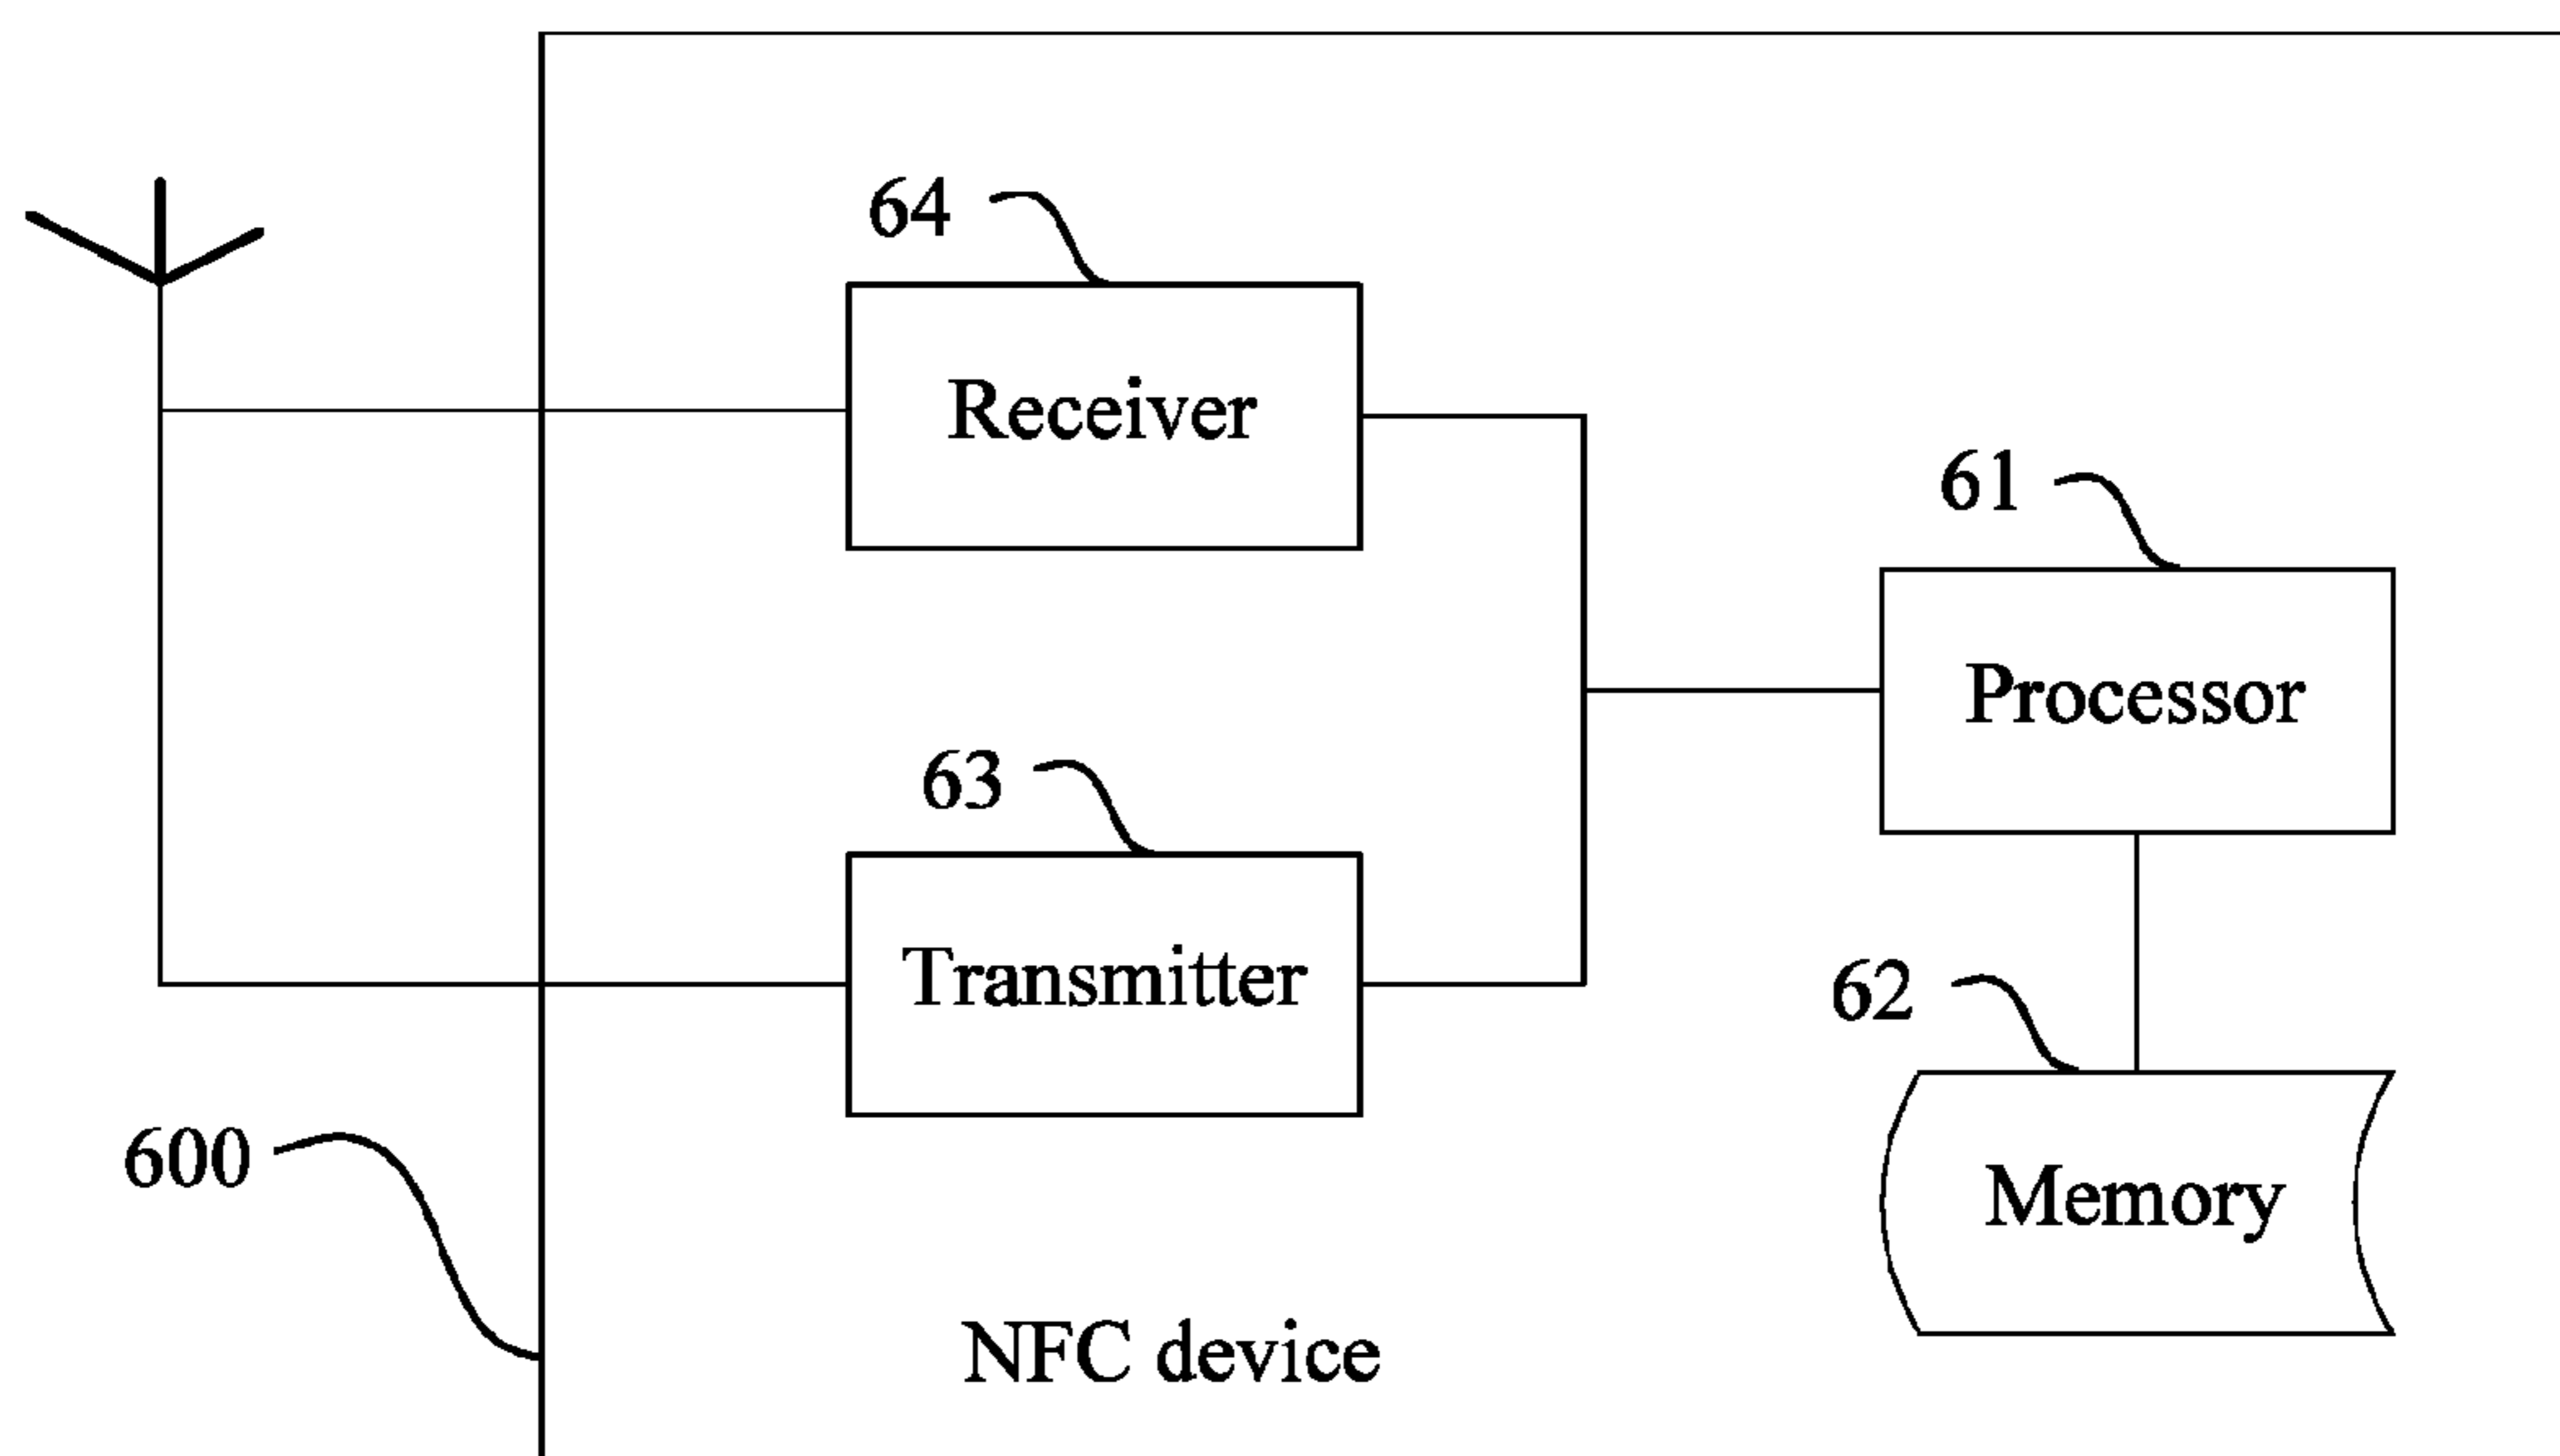 64
Receiver
61
Processor
63
Transmitter
62
Memory
600
NFC device